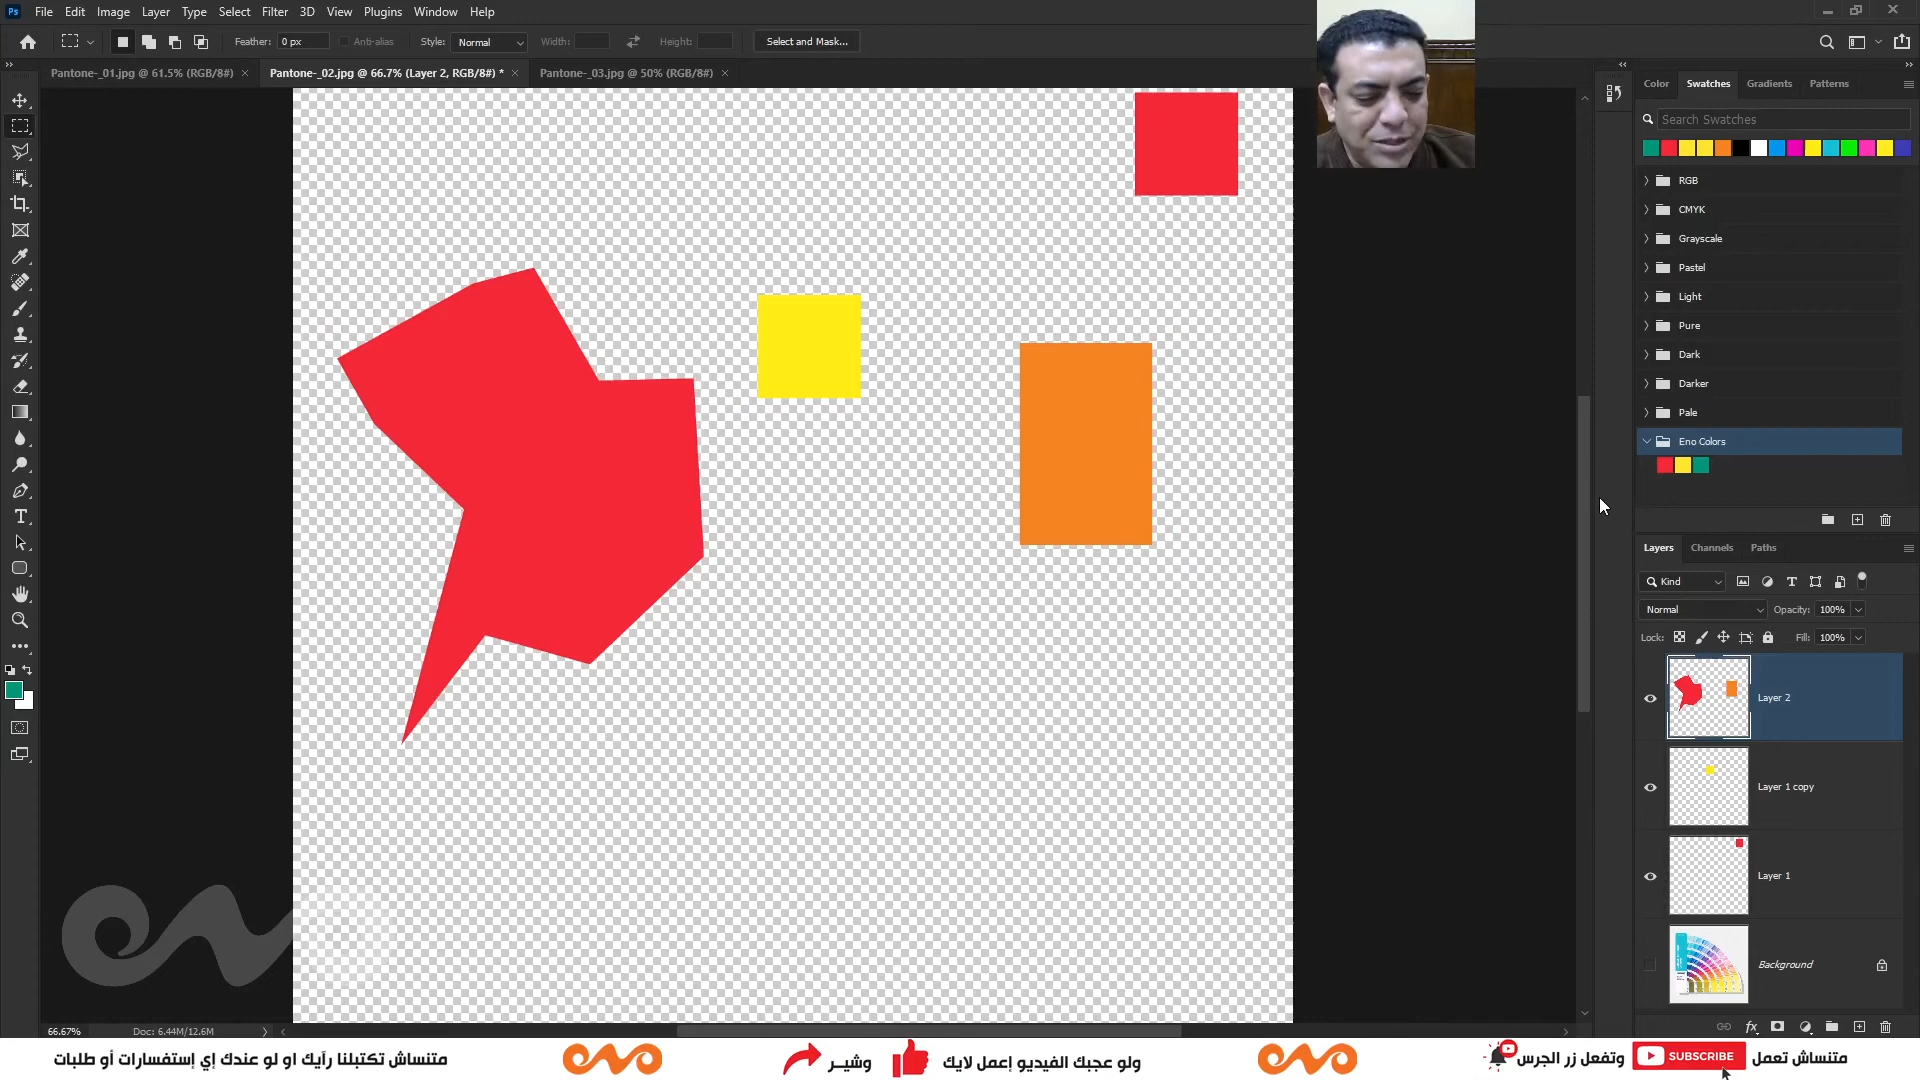 Ps File Edit Image Layer Type Select Filter 3D View Plugins Window Help
Feather: 0 px Anti-alias Style: Normal Width: Height: Select and Mask...
Pantone-_01.jpg @ 61.5% (RGB/8#) × Pantone-_02.jpg @ 66.7% (Layer 2, RGB/8#) * × Pantone-_03.jpg @ 50% (RGB/8#) ×
Color Swatches Gradients Patterns
Search Swatches
RGB
CMYK
Grayscale
Pastel
Light
Pure
Dark
Darker
Pale
Eno Colors
Layers Channels Paths
Kind
Normal Opacity: 100%
Lock: Fill: 100%
Layer 2
Layer 1 copy
Layer 1
Background
66.67% Doc: 6.44M/12.6M
متنساش تعمل SUBSCRIBE وتفعل زر الجرس
ولو عجبك الفيديو إعمل لايك وشير
متنساش تكتبلنا رأيك او لو عندك إي إستفسارات أو طلبات